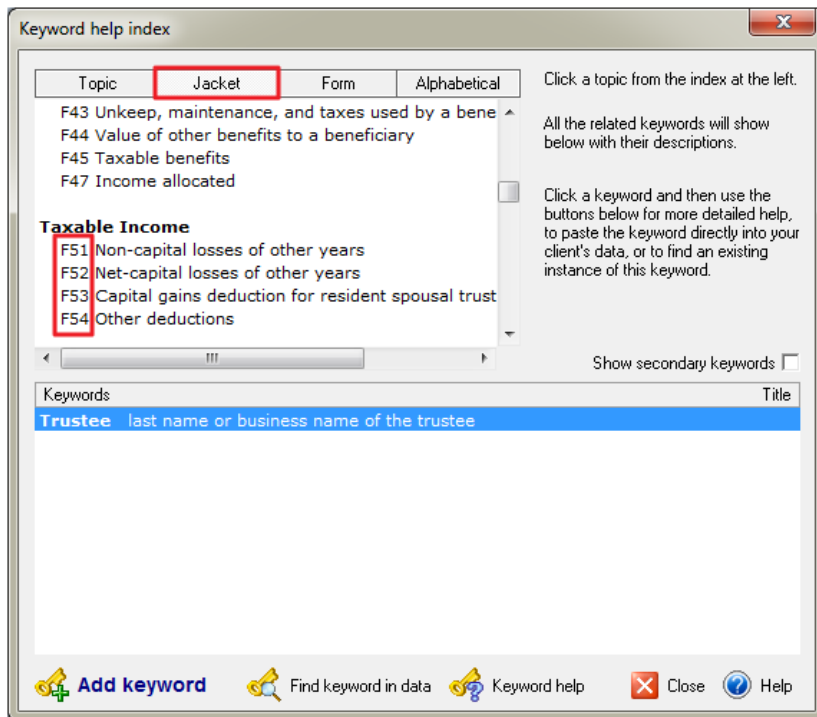 Keyword help index
Topic Jacket Form Alphabetical
F43 Unkeep, maintenance, and taxes used by a bene
F44 Value of other benefits to a beneficiary
F45 Taxable benefits
F47 Income allocated
Taxable Income
F51 Non-capital losses of other years
F52 Net-capital losses of other years
F53 Capital gains deduction for resident spousal trust
F54 Other deductions
Click a topic from the index at the left.
All the related keywords will show
below with their descriptions.
Click a keyword and then use the
buttons below for more detailed help,
to paste the keyword directly into your
client's data, or to find an existing
instance of this keyword.
Show secondary keywords
Keywords Title
Trustee last name or business name of the trustee
Add keyword Find keyword in data Keyword help Close Help